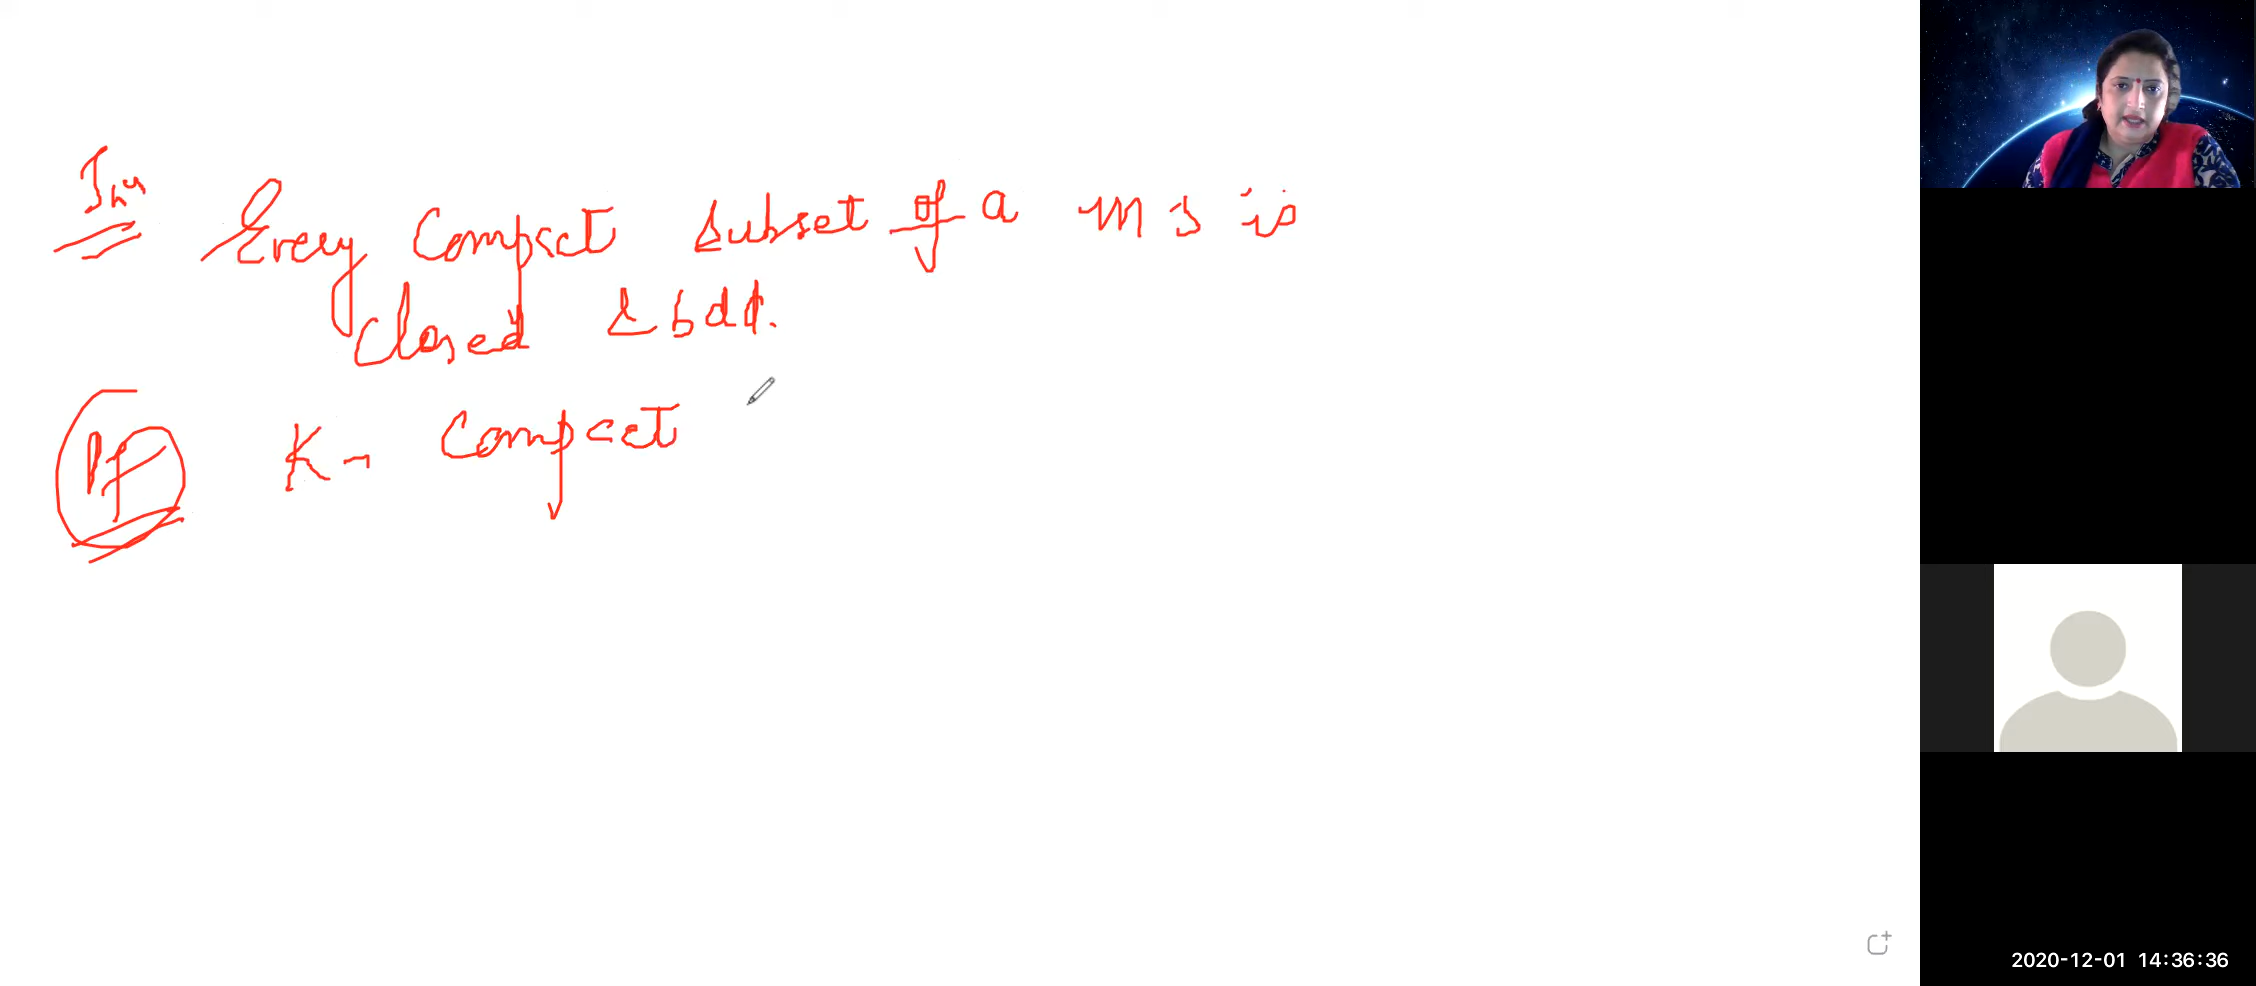 Thm
Every Compact subset of a m s is
closed & bdd.
Pf
K - Compact
2020-12-01 14:36:36